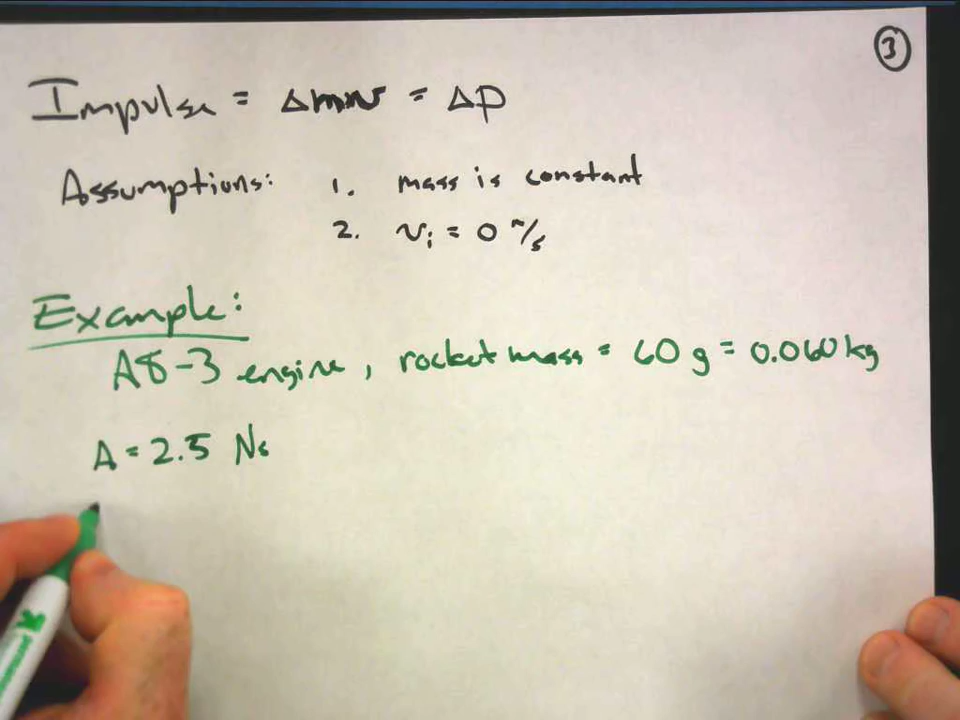 3
Impulse = Δmv = Δp
Assumptions: 1. mass is constant
2. vi = 0 m/s
Example:
A8-3 engine, rocket mass = 60 g = 0.060 kg
A = 2.5 Ns